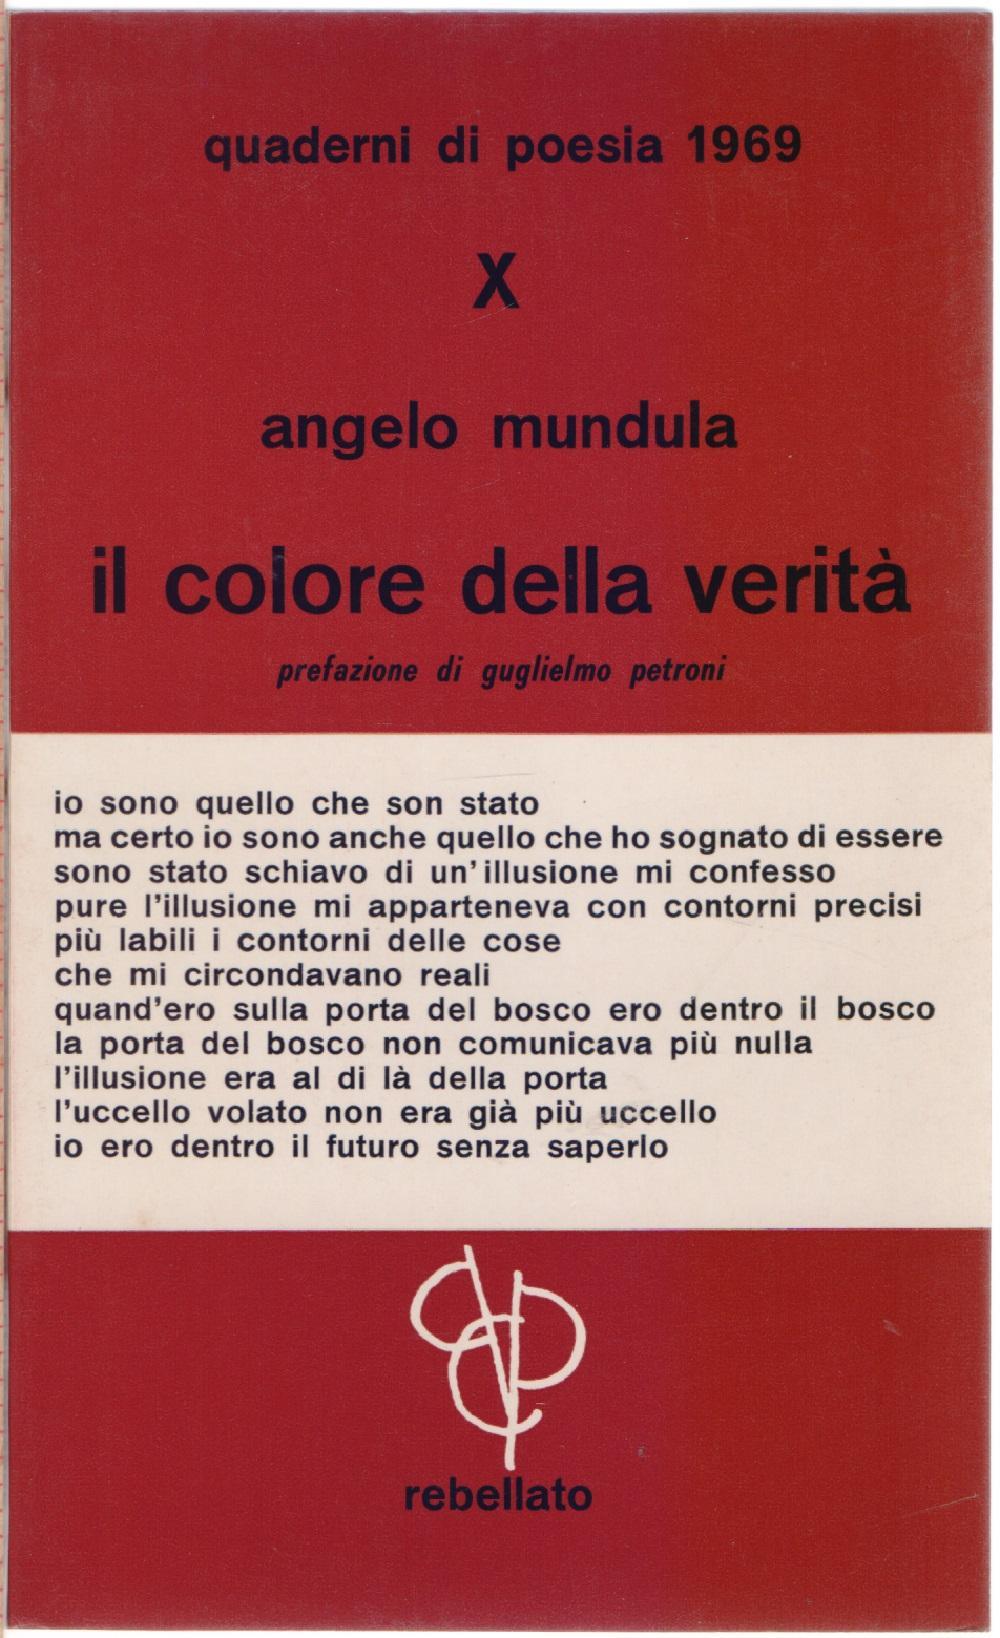 quaderni di poesia 1969
X
angelo mundula
il colore della verità
prefazione di guglielmo petroni
io sono quello che son stato
ma certo io sono anche quello che ho sognato di essere
sono stato schiavo di un'illusione mi confesso
pure l'illusione mi apparteneva con contorni precisi
più labili i contorni delle cose
che mi circondavano reali
quand'ero sulla porta del bosco ero dentro il bosco
la porta del bosco non comunicava più nulla
l'illusione era al di là della porta
l'uccello volato non era già più uccello
io ero dentro il futuro senza saperlo
rebellato